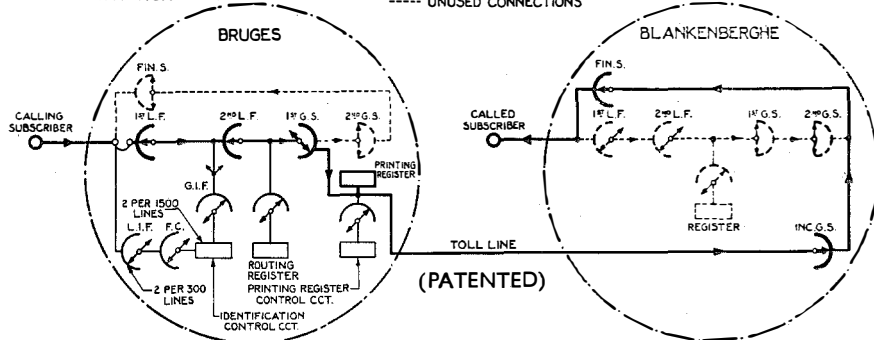 UNUSED CONNECTIONS
BRUGES
BLANKENBERGHE
FIN.S.
FIN.S.
CALLING
SUBSCRIBER
1ST L.F.
2ND L.F.
1ST G.S.
2ND G.S.
CALLED
SUBSCRIBER
1ST L.F.
2ND L.F.
1ST G.S.
2ND G.S.
PRINTING
REGISTER
G.I.F.
2 PER 1500
LINES
L.I.F.
F.C.
REGISTER
INC.G.S.
TOLL LINE
(PATENTED)
2 PER 300
LINES
ROUTING
REGISTER
PRINTING REGISTER
CONTROL CCT.
IDENTIFICATION
CONTROL CCT.